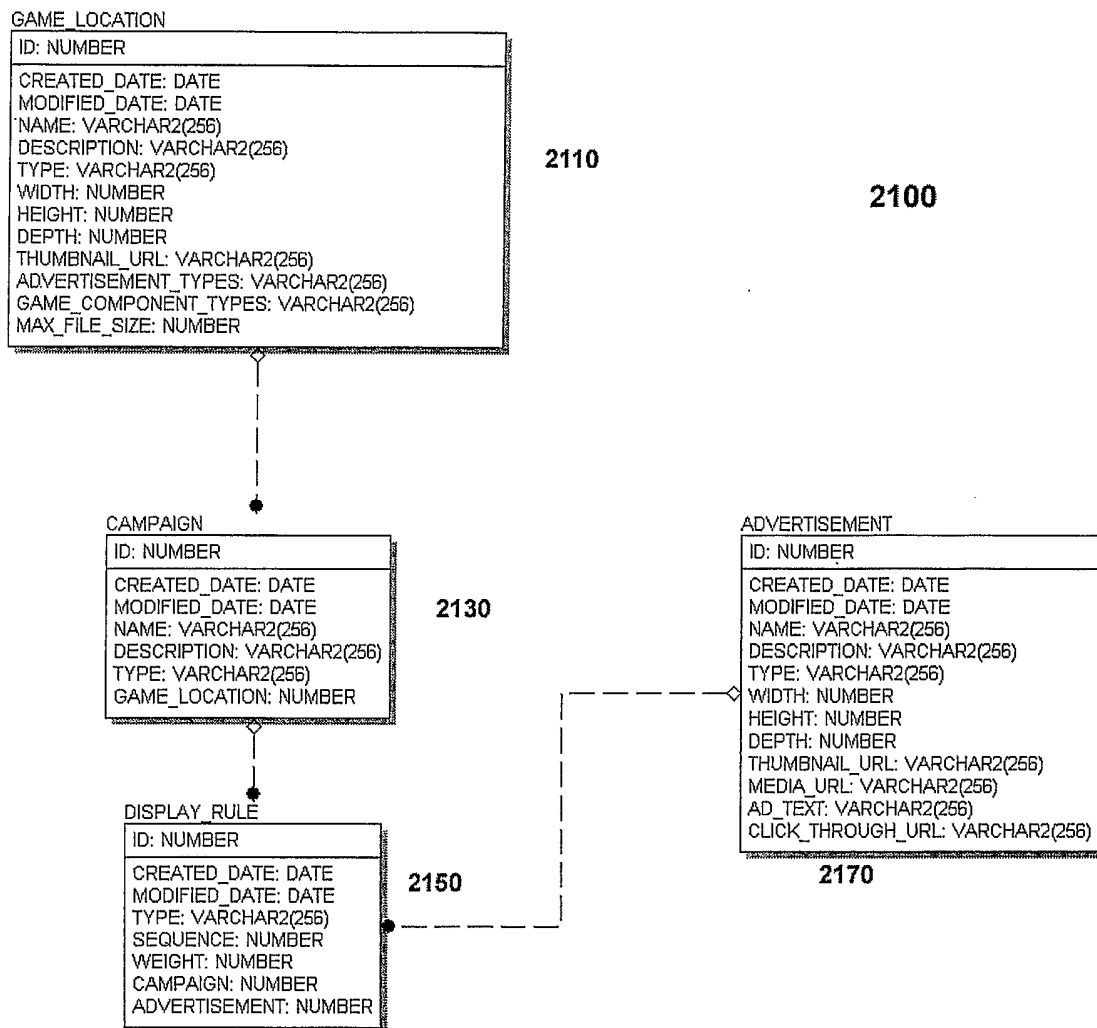 GAME_LOCATION
ID: NUMBER
CREATED_DATE: DATE
MODIFIED_DATE: DATE
NAME: VARCHAR2(256)
DESCRIPTION: VARCHAR2(256)
TYPE: VARCHAR2(256)
WIDTH: NUMBER
HEIGHT: NUMBER
DEPTH: NUMBER
THUMBNAIL_URL: VARCHAR2(256)
ADVERTISEMENT_TYPES: VARCHAR2(256)
GAME_COMPONENT_TYPES: VARCHAR2(256)
MAX_FILE_SIZE: NUMBER
2110
2100
CAMPAIGN
ID: NUMBER
CREATED_DATE: DATE
MODIFIED_DATE: DATE
NAME: VARCHAR2(256)
DESCRIPTION: VARCHAR2(256)
TYPE: VARCHAR2(256)
GAME_LOCATION: NUMBER
2130
ADVERTISEMENT
ID: NUMBER
CREATED_DATE: DATE
MODIFIED_DATE: DATE
NAME: VARCHAR2(256)
DESCRIPTION: VARCHAR2(256)
TYPE: VARCHAR2(256)
WIDTH: NUMBER
HEIGHT: NUMBER
DEPTH: NUMBER
THUMBNAIL_URL: VARCHAR2(256)
MEDIA_URL: VARCHAR2(256)
AD_TEXT: VARCHAR2(256)
CLICK_THROUGH_URL: VARCHAR2(256)
2170
DISPLAY_RULE
ID: NUMBER
CREATED_DATE: DATE
MODIFIED_DATE: DATE
TYPE: VARCHAR2(256)
SEQUENCE: NUMBER
WEIGHT: NUMBER
CAMPAIGN: NUMBER
ADVERTISEMENT: NUMBER
2150